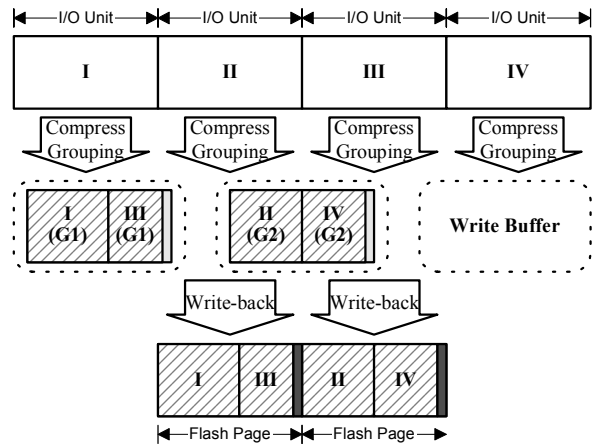 I/O Unit I/O Unit I/O Unit I/O Unit
I II III IV
Compress Compress Compress Compress
Grouping Grouping Grouping Grouping
I III II IV
(G1) (G1) (G2) (G2)
Write Buffer
Write-back Write-back
I III II IV
Flash Page Flash Page